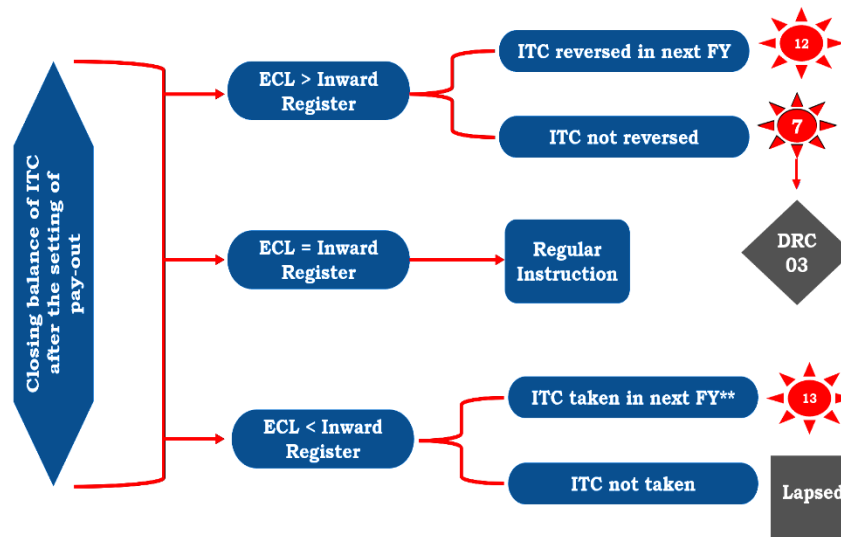 Closing balance of ITC
after the setting of
pay-out
ECL > Inward
Register
ITC reversed in next FY
12
ITC not reversed
7
DRC
03
ECL = Inward
Register
Regular
Instruction
ECL < Inward
Register
ITC taken in next FY**
13
ITC not taken
Lapsed